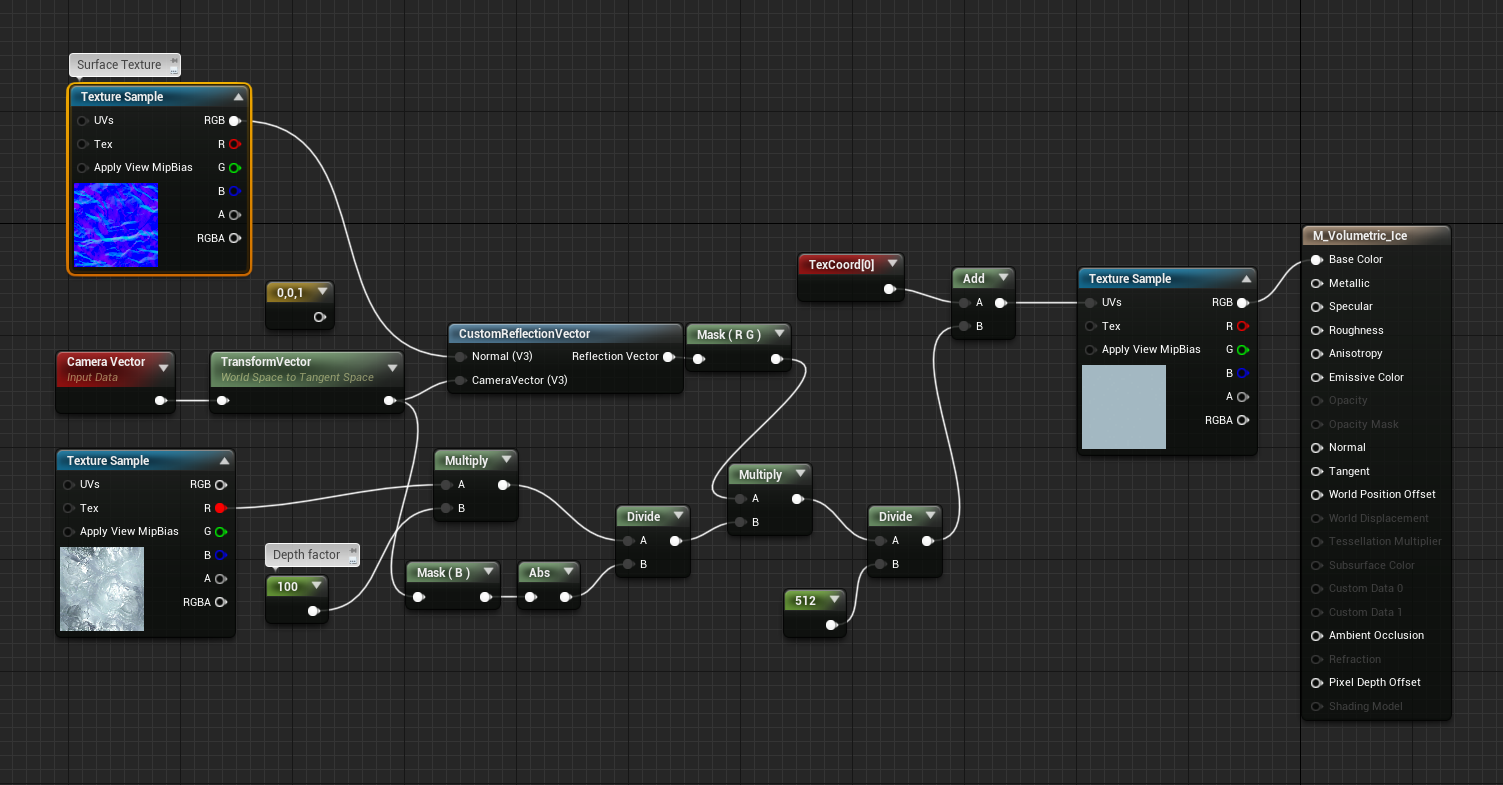 Surface Texture
Texture Sample
UVs
RGB
Tex
R
Apply View MipBias
G
B
A
RGBA
0,0,1
Camera Vector
Input Data
TransformVector
World Space to Tangent Space
CustomReflectionVector
Normal (V3)
Reflection Vector
CameraVector (V3)
Mask ( R G )
TexCoord[0]
Add
A
B
Texture Sample
UVs
RGB
Tex
R
Apply View MipBias
G
B
A
RGBA
Texture Sample
UVs
RGB
Tex
R
Apply View MipBias
G
B
A
RGBA
Depth factor
100
Multiply
A
B
Mask ( B )
Abs
Divide
A
B
Multiply
A
B
512
Divide
A
B
M_Volumetric_Ice
Base Color
Metallic
Specular
Roughness
Anisotropy
Emissive Color
Opacity
Opacity Mask
Normal
Tangent
World Position Offset
World Displacement
Tessellation Multiplier
Subsurface Color
Custom Data 0
Custom Data 1
Ambient Occlusion
Refraction
Pixel Depth Offset
Shading Model